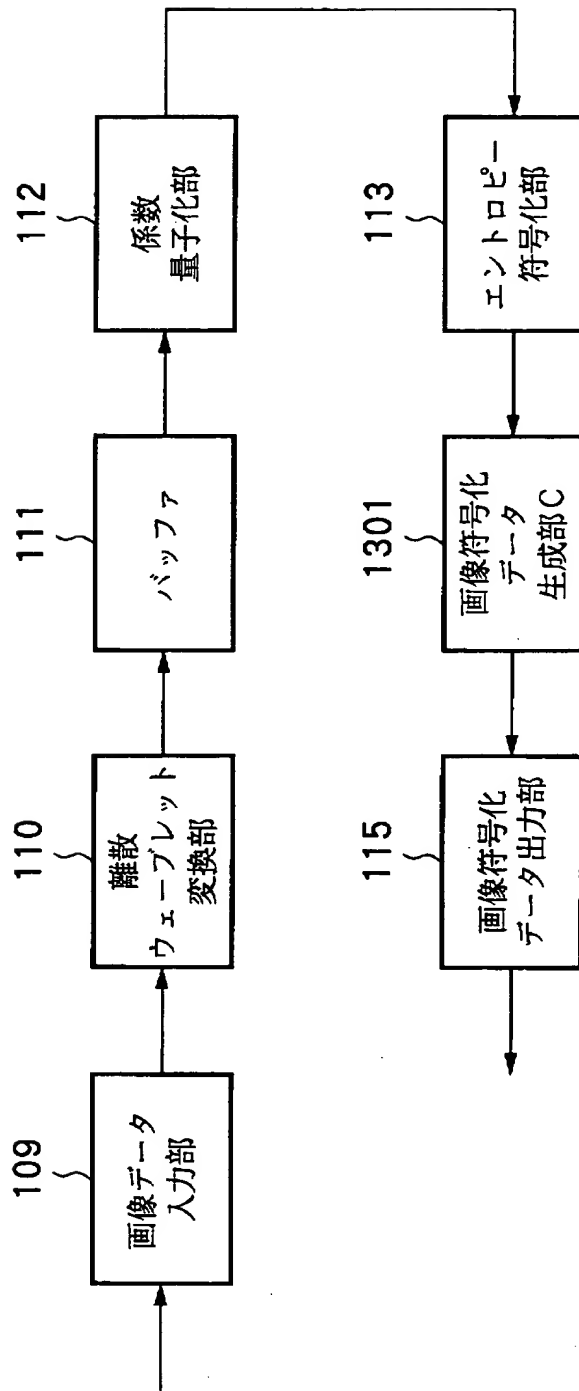 109
画像データ
入力部
110
離散
ウェーブレット
変換部
111
バッファ
112
係数
量子化部
113
エントロピー
符号化部
1301
画像符号化
データ
生成部C
115
画像符号化
データ出力部